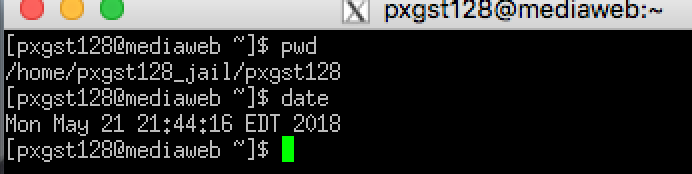 X pxgst128@mediaweb:~
[pxgst128@mediaweb ~]$ pwd
/home/pxgst128_jail/pxgst128
[pxgst128@mediaweb ~]$ date
Mon May 21 21:44:16 EDT 2018
[pxgst128@mediaweb ~]$